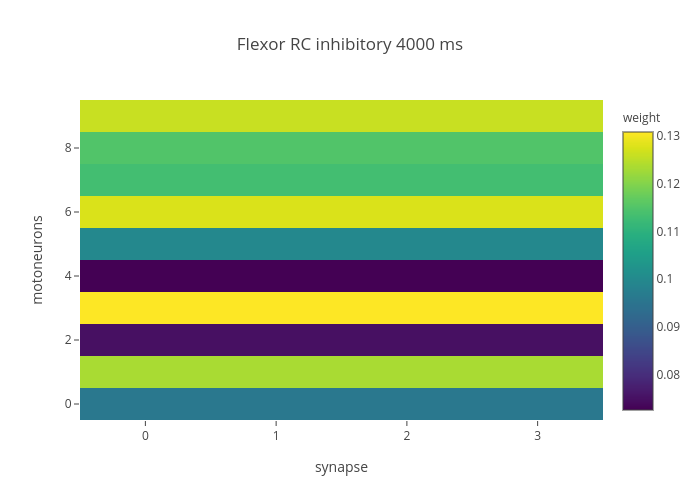 Flexor RC inhibitory 4000 ms
weight
0.13
0.12
0.11
0.1
0.09
0.08
8
6
4
2
0
motoneurons
0 1 2 3
synapse